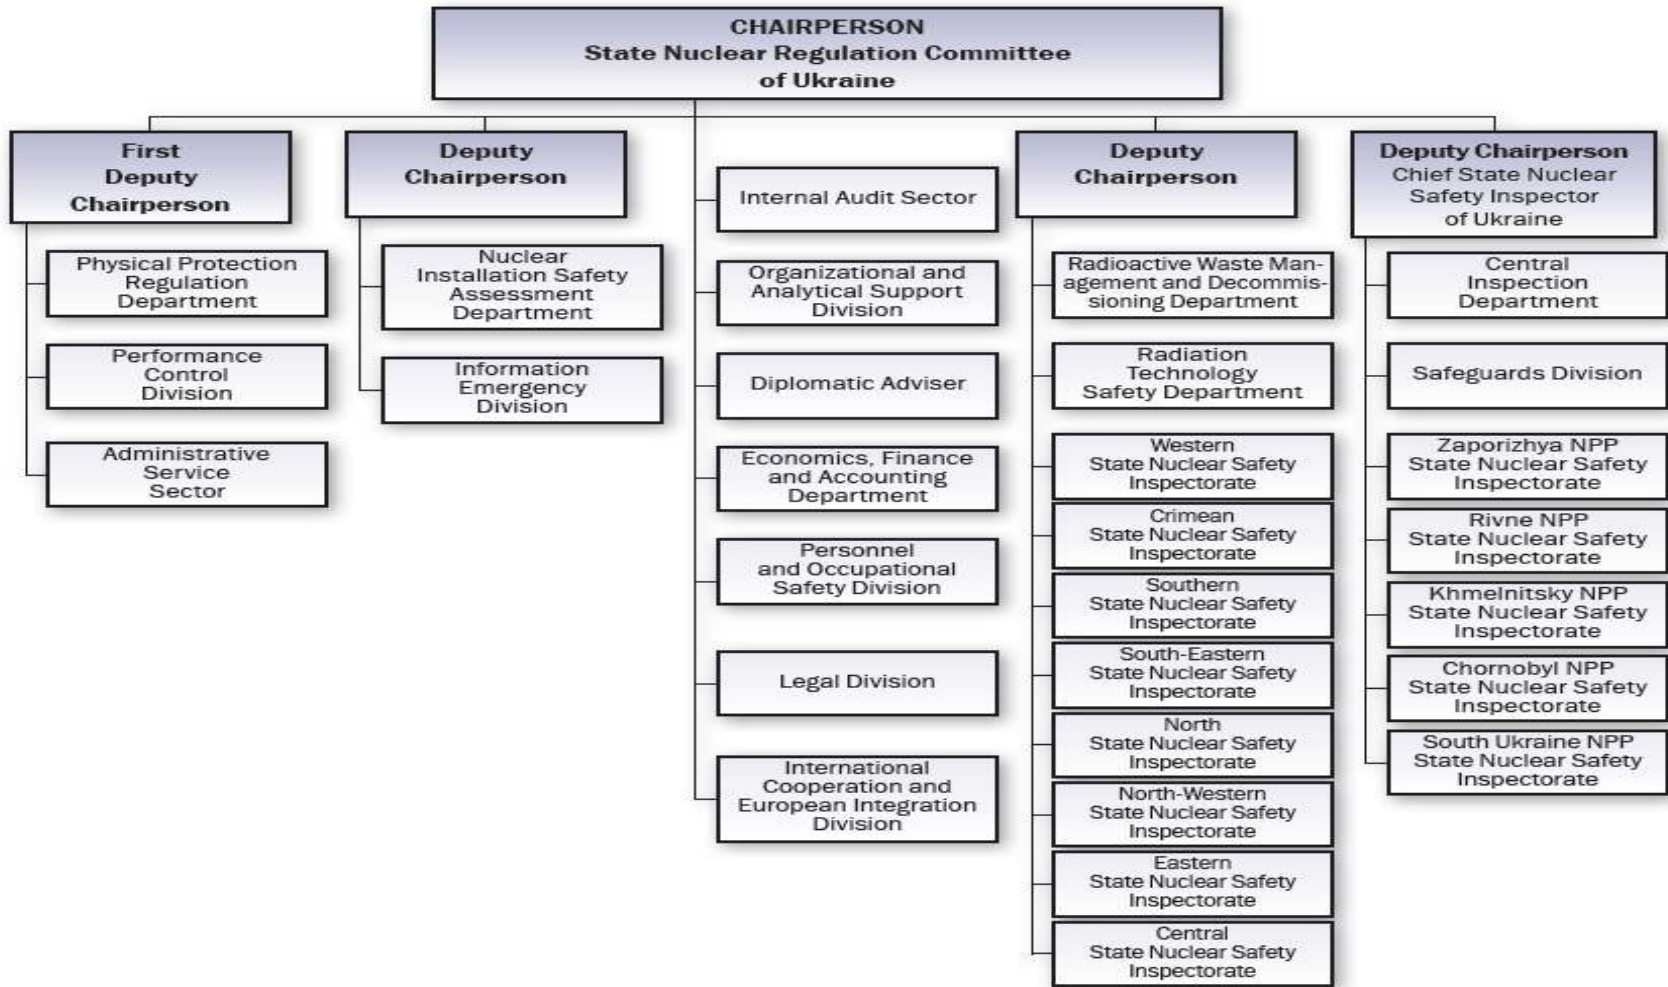 CHAIRPERSON
State Nuclear Regulation Committee
of Ukraine
First
Deputy
Chairperson
Physical Protection
Regulation
Department
Performance
Control
Division
Administrative
Service
Sector
Deputy
Chairperson
Nuclear
Installation Safety
Assessment
Department
Information
Emergency
Division
Internal Audit Sector
Organizational and
Analytical Support
Division
Diplomatic Adviser
Economics, Finance
and Accounting
Department
Personnel
and Occupational
Safety Division
Legal Division
International
Cooperation and
European Integration
Division
Deputy
Chairperson
Radioactive Waste Man-
agement and Decommis-
sioning Department
Radiation
Technology
Safety Department
Western
State Nuclear Safety
Inspectorate
Crimean
State Nuclear Safety
Inspectorate
Southern
State Nuclear Safety
Inspectorate
South-Eastern
State Nuclear Safety
Inspectorate
North
State Nuclear Safety
Inspectorate
North-Western
State Nuclear Safety
Inspectorate
Eastern
State Nuclear Safety
Inspectorate
Central
State Nuclear Safety
Inspectorate
Deputy Chairperson
Chief State Nuclear
Safety Inspector
of Ukraine
Central
Inspection
Department
Safeguards Division
Zaporizhya NPP
State Nuclear Safety
Inspectorate
Rivne NPP
State Nuclear Safety
Inspectorate
Khmelnitsky NPP
State Nuclear Safety
Inspectorate
Chornobyl NPP
State Nuclear Safety
Inspectorate
South Ukraine NPP
State Nuclear Safety
Inspectorate